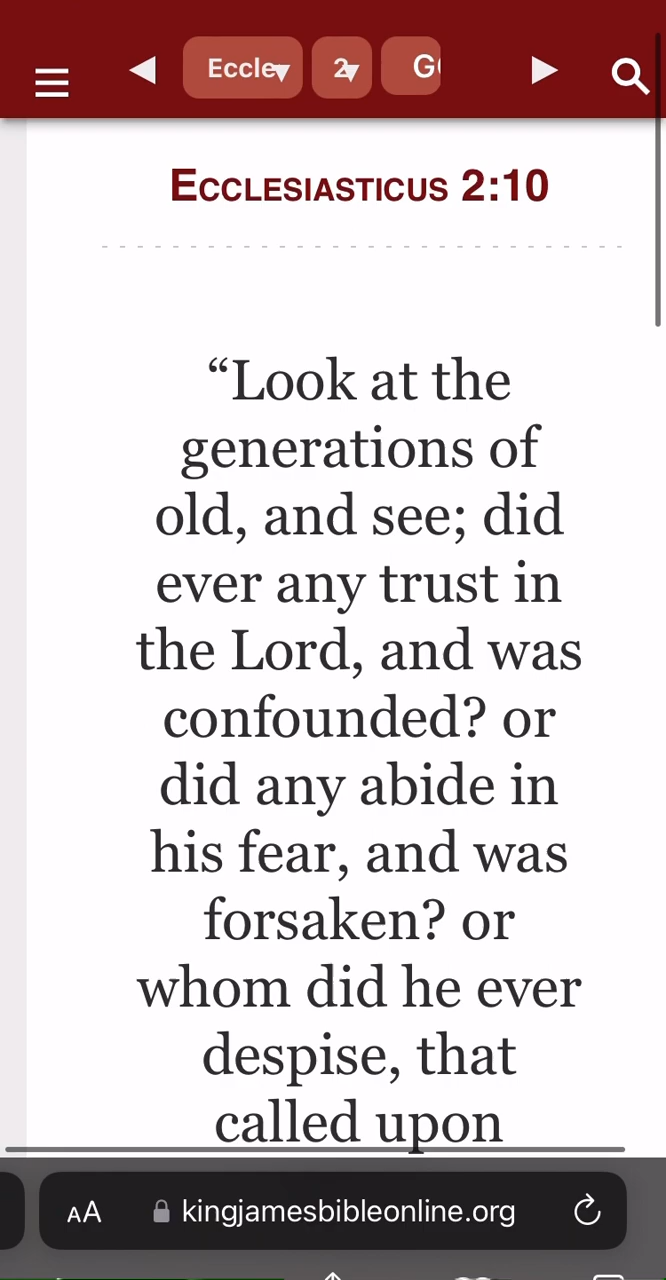 Eccle 2 G
ECCLESIASTICUS 2:10
“Look at the
generations of
old, and see; did
ever any trust in
the Lord, and was
confounded? or
did any abide in
his fear, and was
forsaken? or
whom did he ever
despise, that
called upon
AA kingjamesbibleonline.org